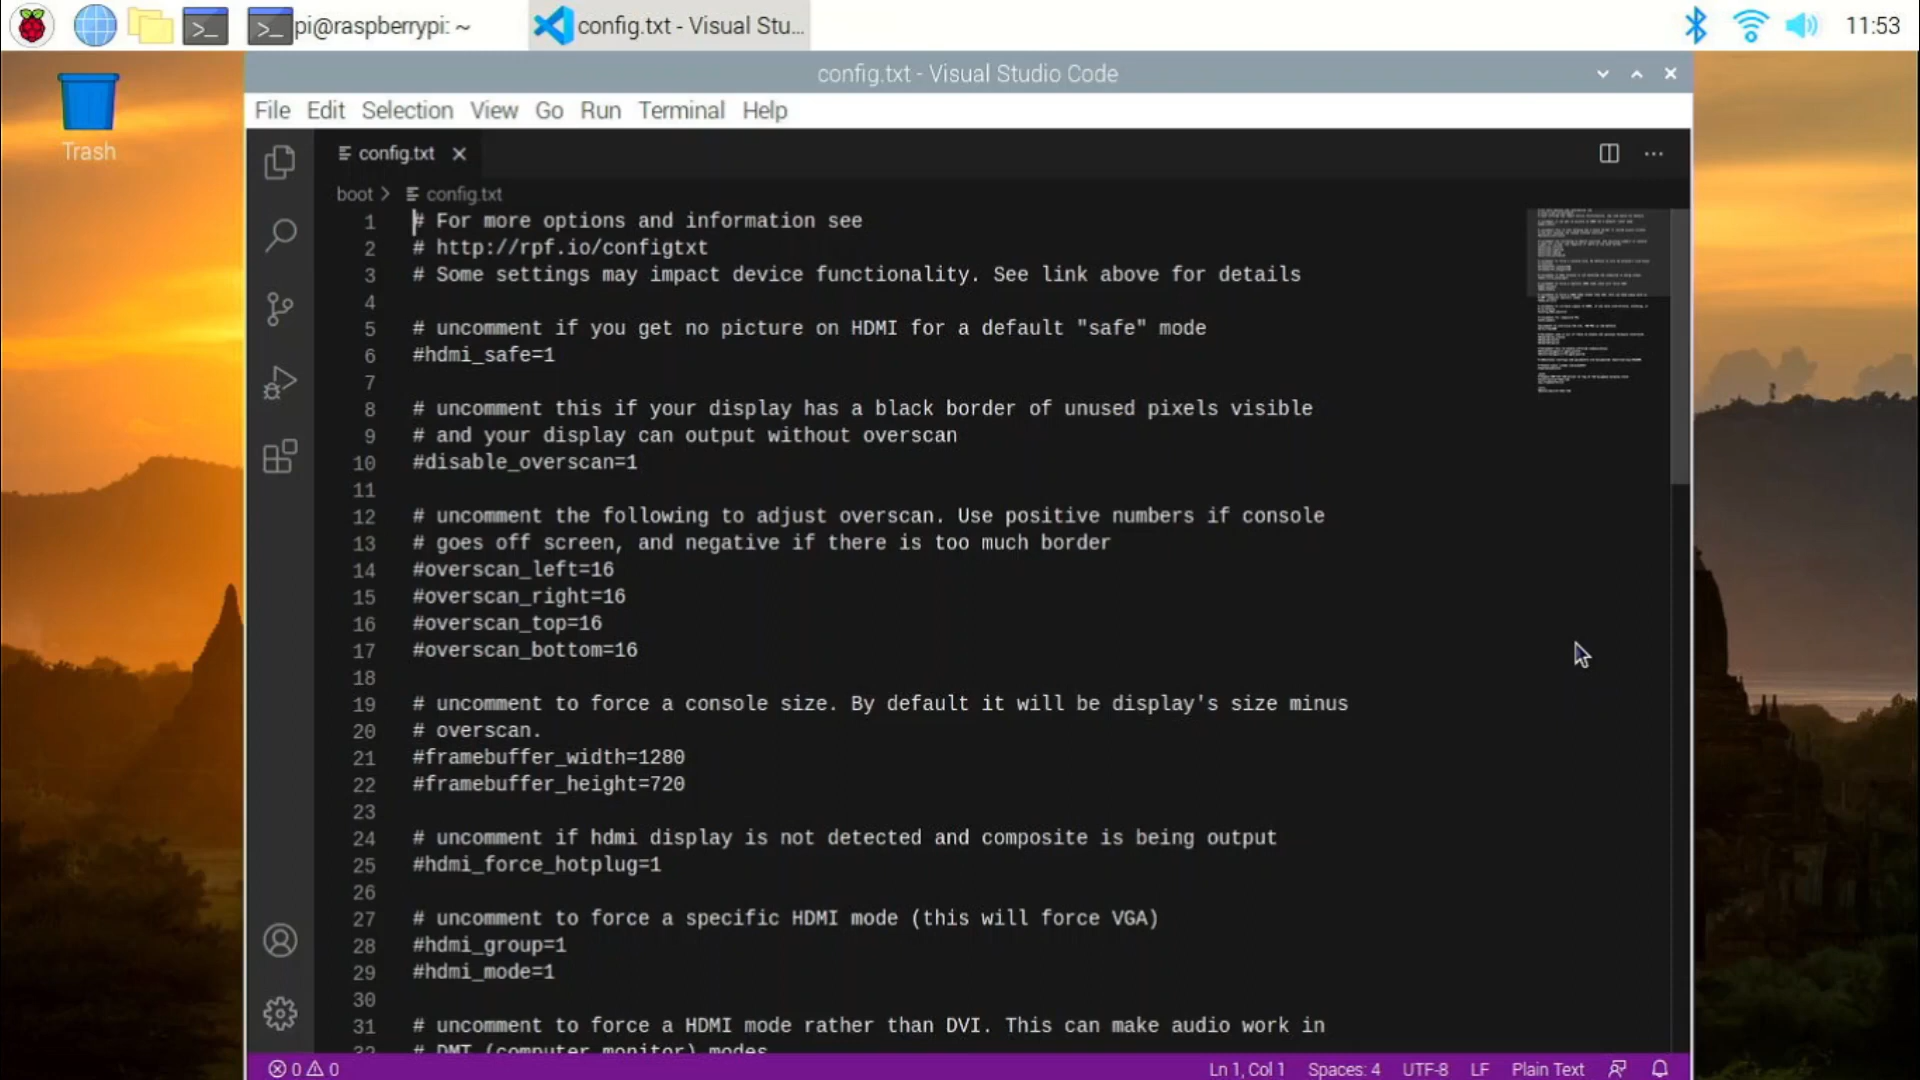 pi@raspberrypi: ~
config.txt - Visual Stu...
11:53
Trash
config.txt - Visual Studio Code
File Edit Selection View Go Run Terminal Help
config.txt
boot > config.txt
1 # For more options and information see
2 # http://rpf.io/configtxt
3 # Some settings may impact device functionality. See link above for details
4
5 # uncomment if you get no picture on HDMI for a default "safe" mode
6 #hdmi_safe=1
7
8 # uncomment this if your display has a black border of unused pixels visible
9 # and your display can output without overscan
10 #disable_overscan=1
11
12 # uncomment the following to adjust overscan. Use positive numbers if console
13 # goes off screen, and negative if there is too much border
14 #overscan_left=16
15 #overscan_right=16
16 #overscan_top=16
17 #overscan_bottom=16
18
19 # uncomment to force a console size. By default it will be display's size minus
20 # overscan.
21 #framebuffer_width=1280
22 #framebuffer_height=720
23
24 # uncomment if hdmi display is not detected and composite is being output
25 #hdmi_force_hotplug=1
26
27 # uncomment to force a specific HDMI mode (this will force VGA)
28 #hdmi_group=1
29 #hdmi_mode=1
30
31 # uncomment to force a HDMI mode rather than DVI. This can make audio work in
32 # DMT (computer monitor) modes
0 0 Ln 1, Col 1 Spaces: 4 UTF-8 LF Plain Text